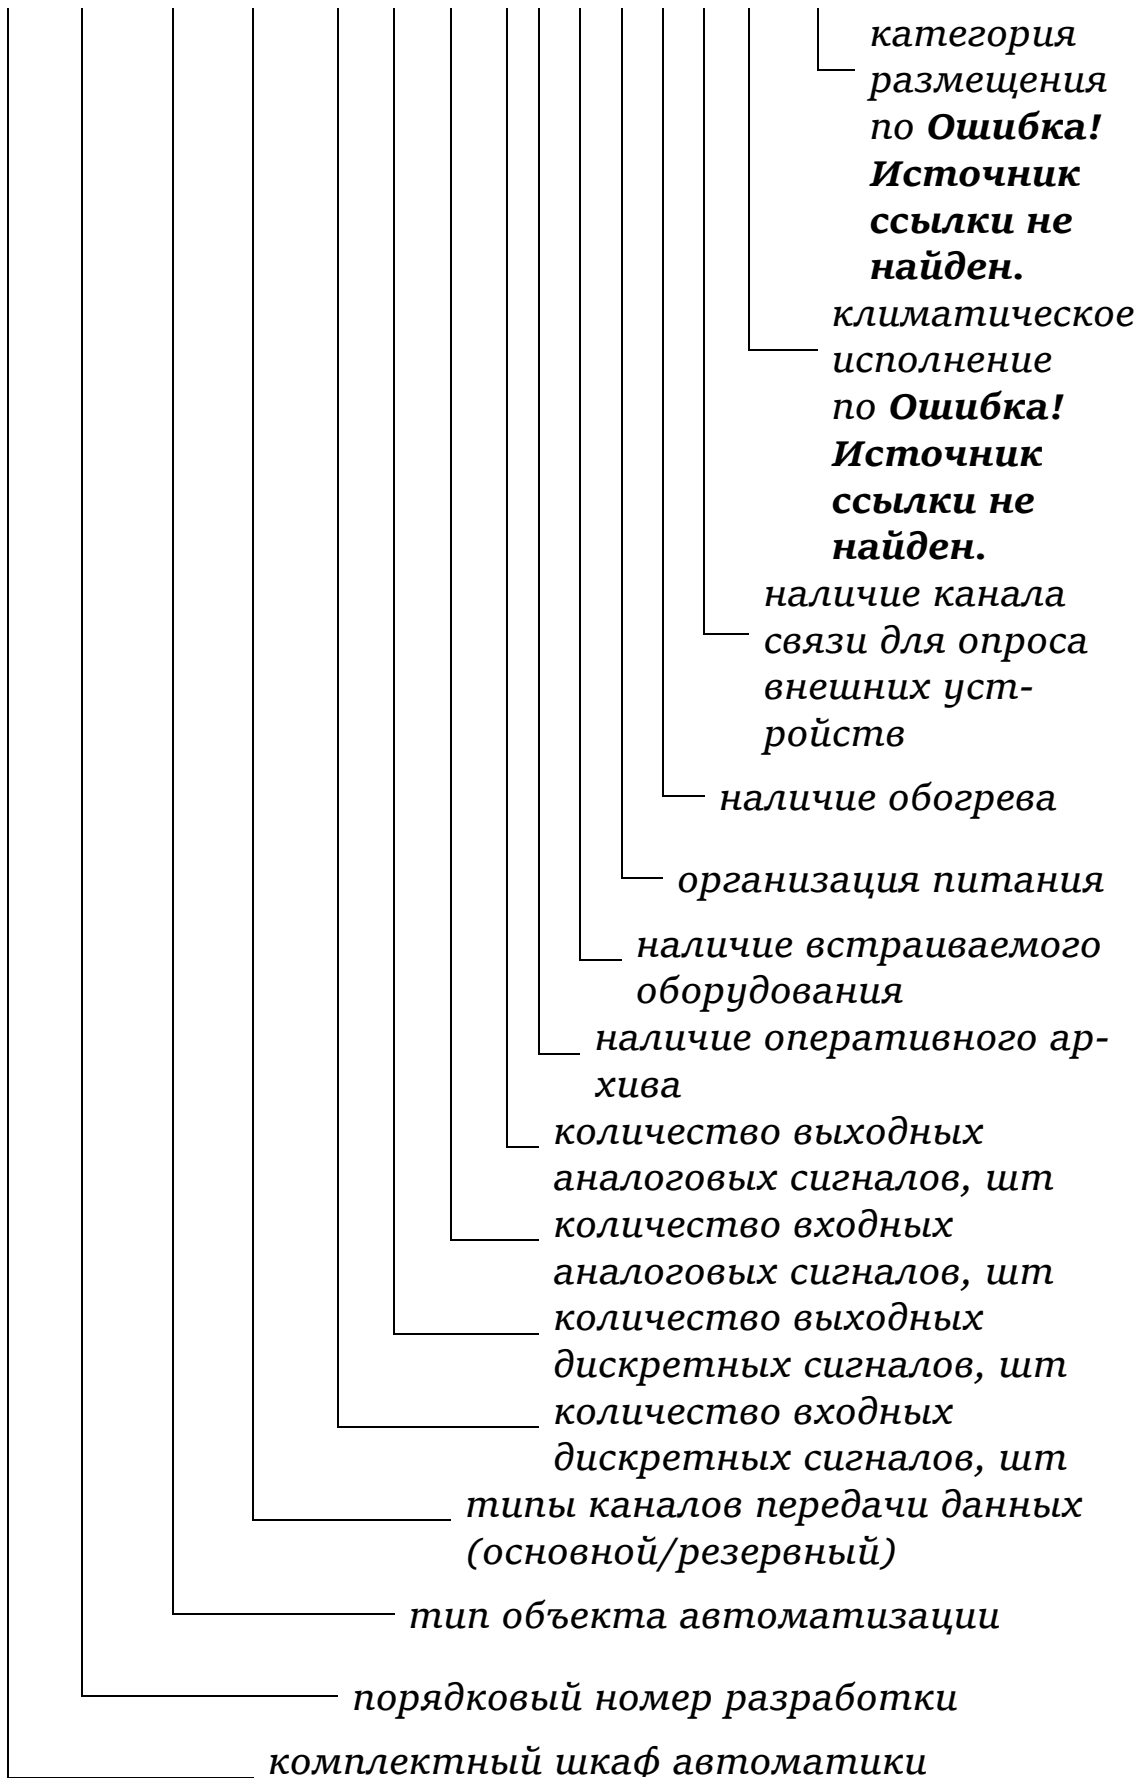 категория
размещения
по Ошибка!
Источник
ссылки не
найден.
климатическое
исполнение
по Ошибка!
Источник
ссылки не
найден.
наличие канала
связи для опроса
внешних уст-
ройств
наличие обогрева
организация питания
наличие встраиваемого
оборудования
наличие оперативного ар-
хива
количество выходных
аналоговых сигналов, шт
количество входных
аналоговых сигналов, шт
количество выходных
дискретных сигналов, шт
количество входных
дискретных сигналов, шт
типы каналов передачи данных
(основной/резервный)
тип объекта автоматизации
порядковый номер разработки
комплектный шкаф автоматики